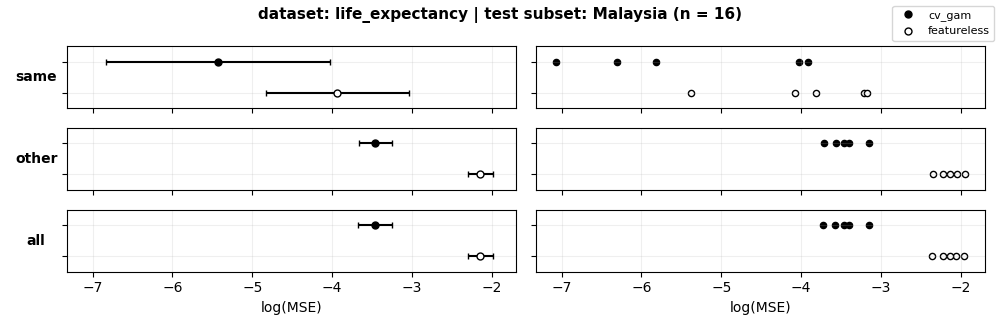 dataset: life_expectancy | test subset: Malaysia (n = 16)
cv_gam
featureless
same
other
all
−7 −6 −5 −4 −3 −2
−7 −6 −5 −4 −3 −2
log(MSE)
log(MSE)